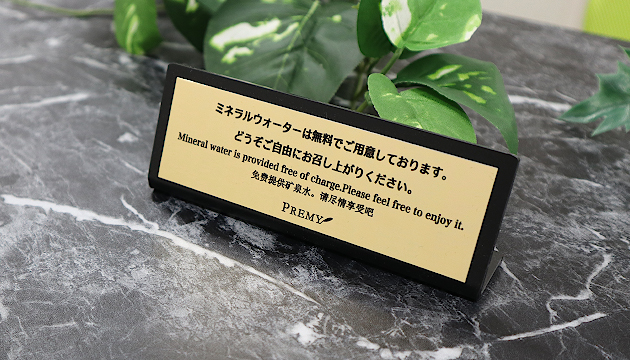 ミネラルウオーターは無料でご用意しております。
どうぞご自由にお召し上がりください。
Mineral water is provided free of charge.Please feel free to enjoy it.
免费提供矿泉水。请尽情享受吧
PREMY